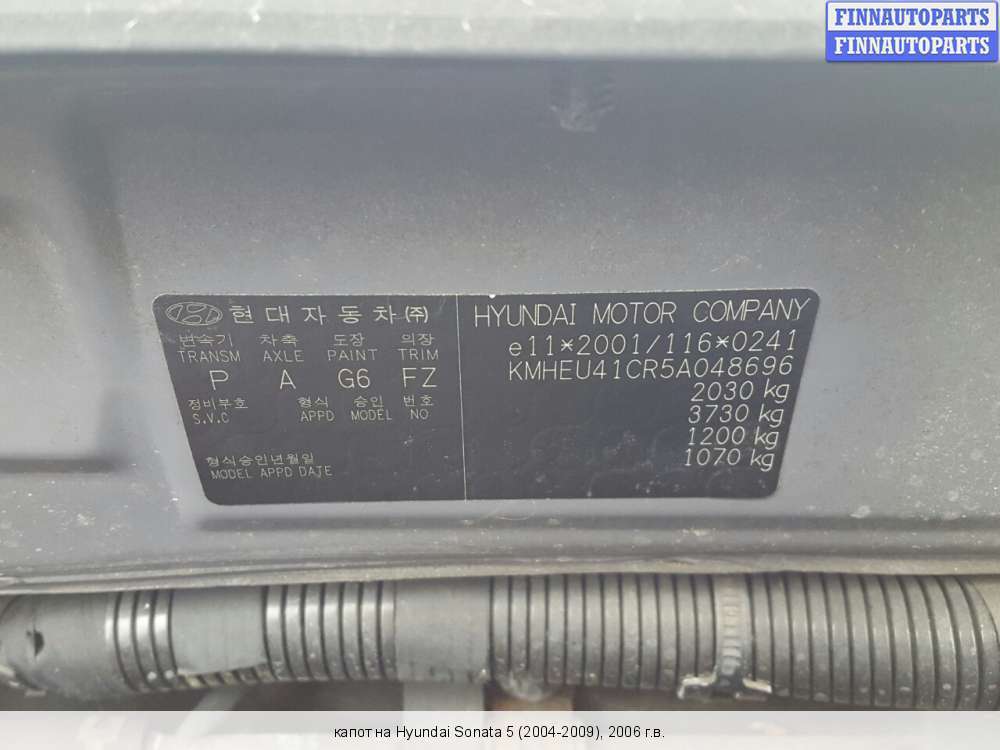 FINNAUTOPARTS
FINNAUTOPARTS
현대자동차(주)
변속기 차축 도장 의장
TRANSM AXLE PAINT TRIM
P A G6 FZ
정비부호 형식 승인 번호
S.V.C APPD MODEL NO
형식승인년월일
MODEL APPD DATE
HYUNDAI MOTOR COMPANY
e11*2001/116*0241
KMHEU41CR5A048696
2030 kg
3730 kg
1200 kg
1070 kg
капот на Hyundai Sonata 5 (2004-2009), 2006 г.в.